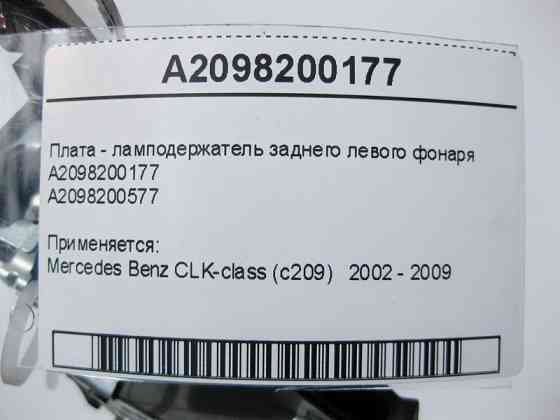 A2098200177
Плата - ламподержатель заднего левого фонаря
A2098200177
A2098200577
Применяется:
Mercedes Benz CLK-class (c209) 2002 - 2009